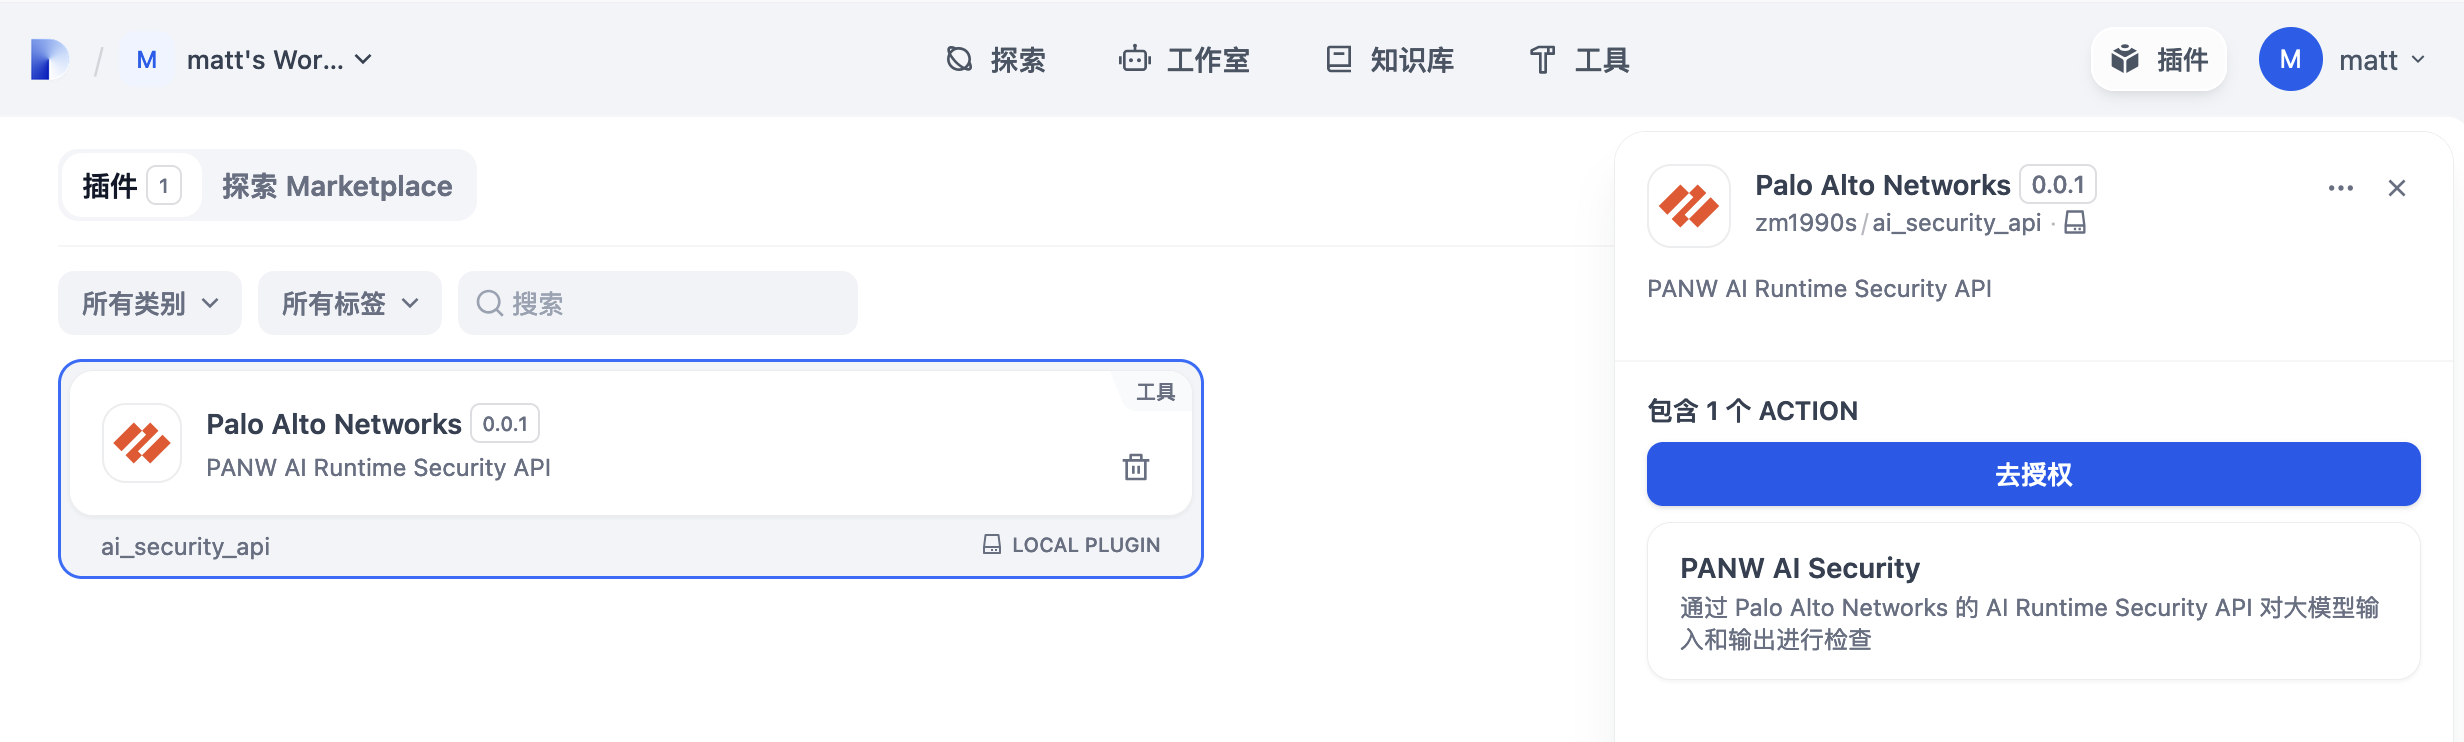 / M matt's Wor...
探索
工作室
知识库
工具
插件
M matt
插件 1
探索 Marketplace
所有类别
所有标签
搜索
工具
Palo Alto Networks 0.0.1
PANW AI Runtime Security API
ai_security_api
LOCAL PLUGIN
Palo Alto Networks 0.0.1
zm1990s/ai_security_api ·
PANW AI Runtime Security API
包含 1 个 ACTION
去授权
PANW AI Security
通过 Palo Alto Networks 的 AI Runtime Security API 对大模型输
入和输出进行检查